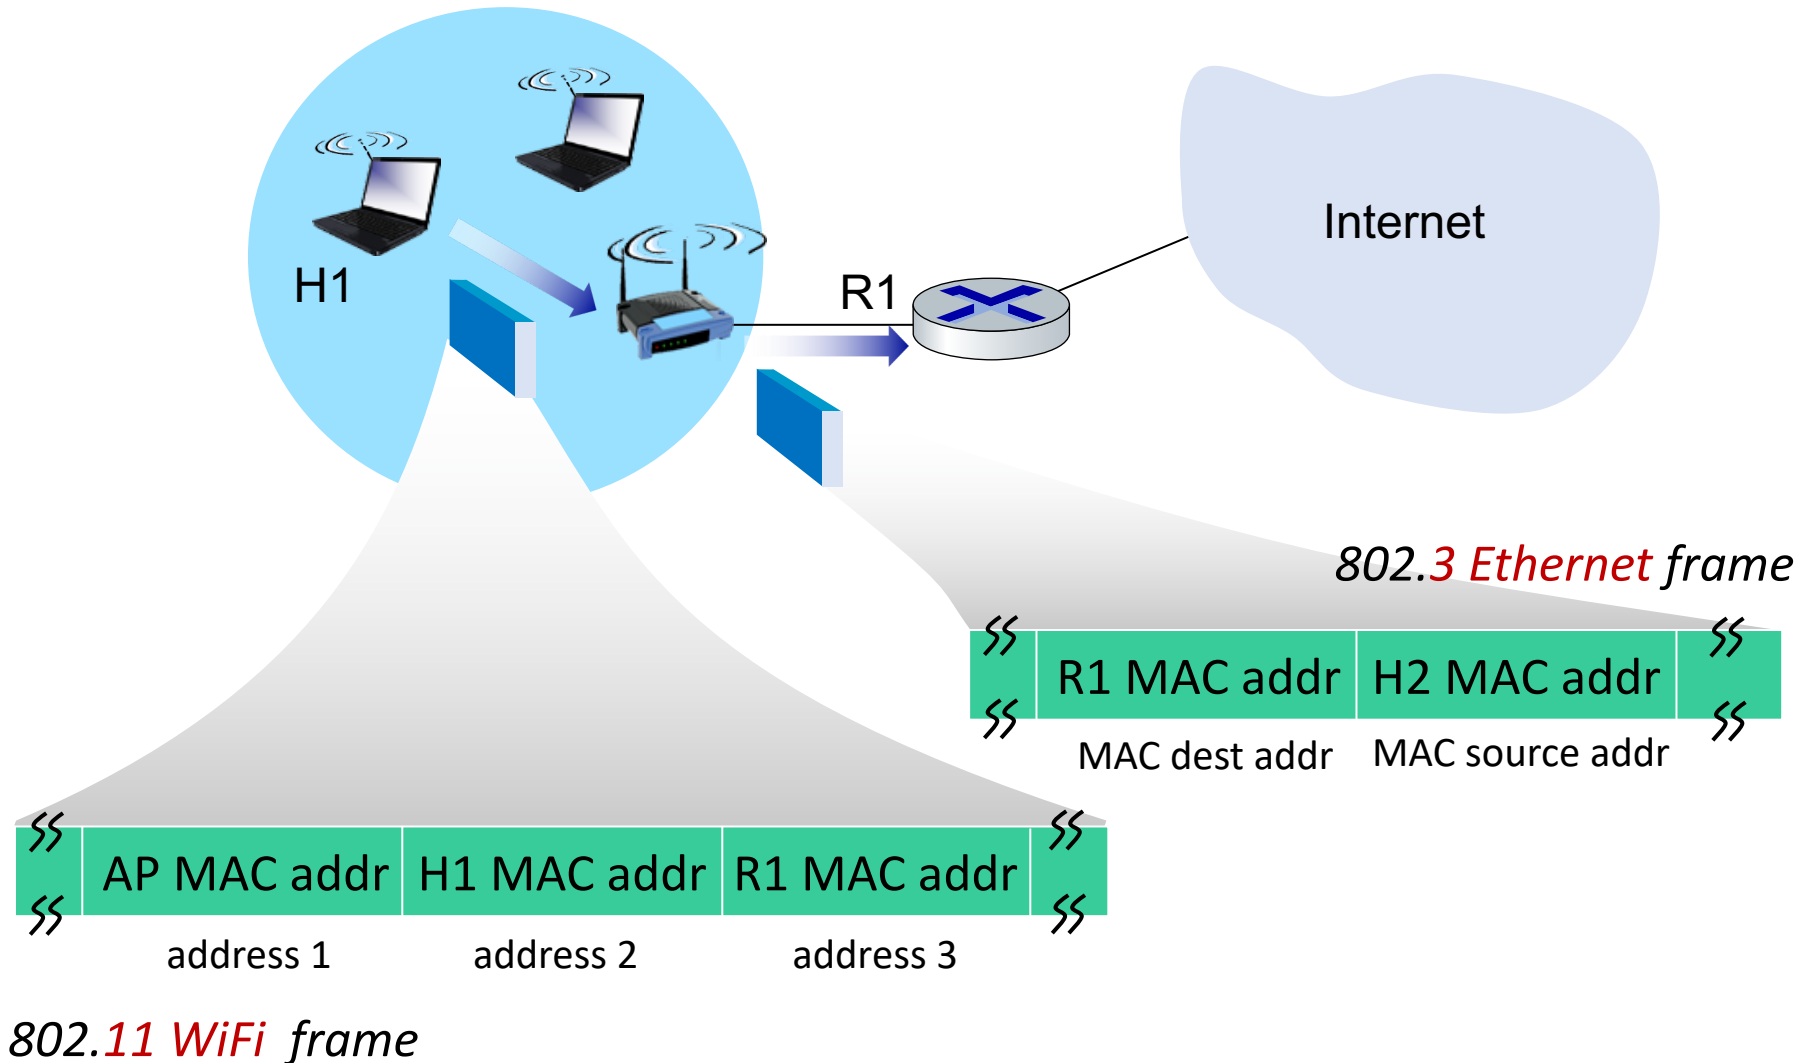 H1
R1
Internet
802.3 Ethernet frame
R1 MAC addr
H2 MAC addr
MAC dest addr
MAC source addr
AP MAC addr
H1 MAC addr
R1 MAC addr
address 1
address 2
address 3
802.11 WiFi frame